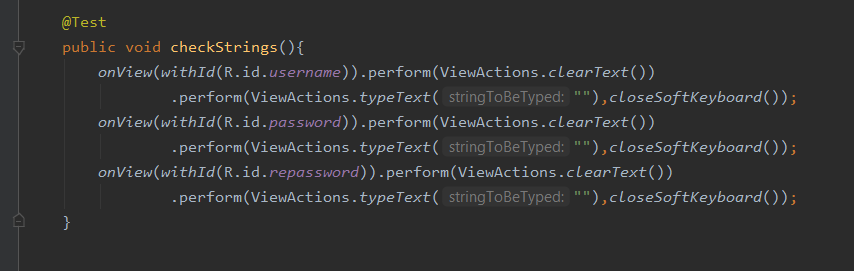 @Test
public void checkStrings(){
onView(withId(R.id.username)).perform(ViewActions.clearText())
.perform(ViewActions.typeText( stringToBeTyped: ""),closeSoftKeyboard());
onView(withId(R.id.password)).perform(ViewActions.clearText())
.perform(ViewActions.typeText( stringToBeTyped: ""),closeSoftKeyboard());
onView(withId(R.id.repassword)).perform(ViewActions.clearText())
.perform(ViewActions.typeText( stringToBeTyped: ""),closeSoftKeyboard());
}